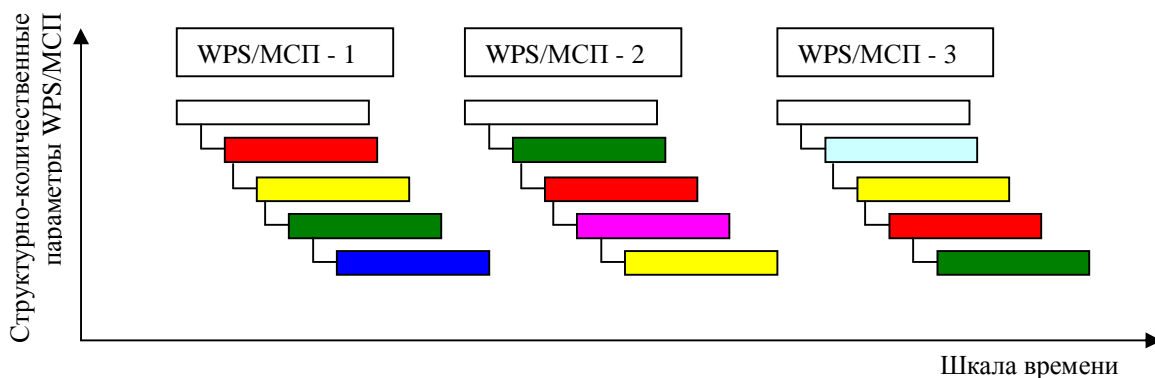 Структурно-количественные
параметры WPS/МСП
WPS/МСП - 1
WPS/МСП - 2
WPS/МСП - 3
Шкала времени